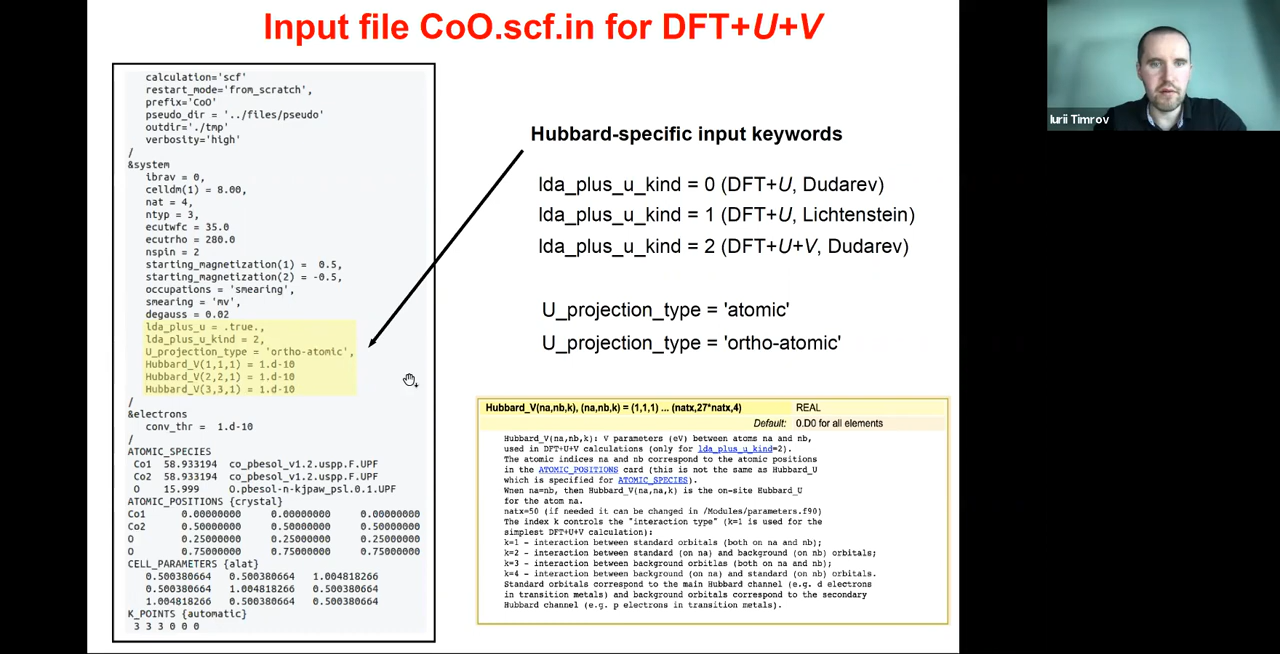 Input file CoO.scf.in for DFT+U+V
calculation='scf'
restart_mode='from_scratch',
prefix='CoO'
pseudo_dir = '../files/pseudo'
outdir='./tmp'
verbosity='high'
/
&system
ibrav = 0,
celldm(1) = 8.00,
nat = 4,
ntyp = 3,
ecutwfc = 35.0
ecutrho = 280.0
nspin = 2
starting_magnetization(1) =  0.5,
starting_magnetization(2) = -0.5,
occupations = 'smearing',
smearing = 'mv',
degauss = 0.02
lda_plus_u = .true.,
lda_plus_u_kind = 2,
U_projection_type = 'ortho-atomic',
Hubbard_V(1,1,1) = 1.d-10
Hubbard_V(2,2,1) = 1.d-10
Hubbard_V(3,3,1) = 1.d-10
/
&electrons
conv_thr =  1.d-10
/
ATOMIC_SPECIES
Co1 58.933194 co_pbesol_v1.2.uspp.F.UPF
Co2 58.933194 co_pbesol_v1.2.uspp.F.UPF
O 15.999 O.pbesol-n-kjpaw_psl.0.1.UPF
ATOMIC_POSITIONS {crystal}
Co1 0.00000000 0.00000000 0.00000000
Co2 0.50000000 0.50000000 0.50000000
O 0.25000000 0.25000000 0.25000000
O 0.75000000 0.75000000 0.75000000
CELL_PARAMETERS {alat}
0.500380664 0.500380664 1.004818266
0.500380664 1.004818266 0.500380664
1.004818266 0.500380664 0.500380664
K_POINTS {automatic}
3 3 3 0 0 0
Hubbard-specific input keywords
lda_plus_u_kind = 0 (DFT+U, Dudarev)
lda_plus_u_kind = 1 (DFT+U, Lichtenstein)
lda_plus_u_kind = 2 (DFT+U+V, Dudarev)
U_projection_type = 'atomic'
U_projection_type = 'ortho-atomic'
Hubbard_V(na,nb,k), (na,nb,k) = (1,1,1) ... (natx,27*natx,4) REAL
Default: 0.D0 for all elements
Hubbard_V(na,nb,k): V parameters (eV) between atoms na and nb,
used in DFT+U+V calculations (only for lda_plus_u_kind=2).
The atomic indices na and nb correspond to the atomic positions
in the ATOMIC_POSITIONS card (this is not the same as Hubbard_U
which is specified for ATOMIC_SPECIES).
Wnen na=nb, then Hubbard_V(na,na,k) is the on-site Hubbard_U
for the atom na.
natx=50 (if needed it can be changed in /Modules/parameters.f90)
The index k controls the "interaction type" (k=1 is used for the
simplest DFT+U+V calculation):
k=1 - interaction between standard orbitals (both on na and nb);
k=2 - interaction between standard (on na) and background (on nb) orbitals;
k=3 - interaction between background orbitlas (both on na and nb);
k=4 - interaction between background (on na) and standard (on nb) orbitals.
Standard orbitals correspond to the main Hubbard channel (e.g. d electrons
in transition metals) and background orbitals correspond to the secondary
Hubbard channel (e.g. p electrons in transition metals).
Iurii Timrov